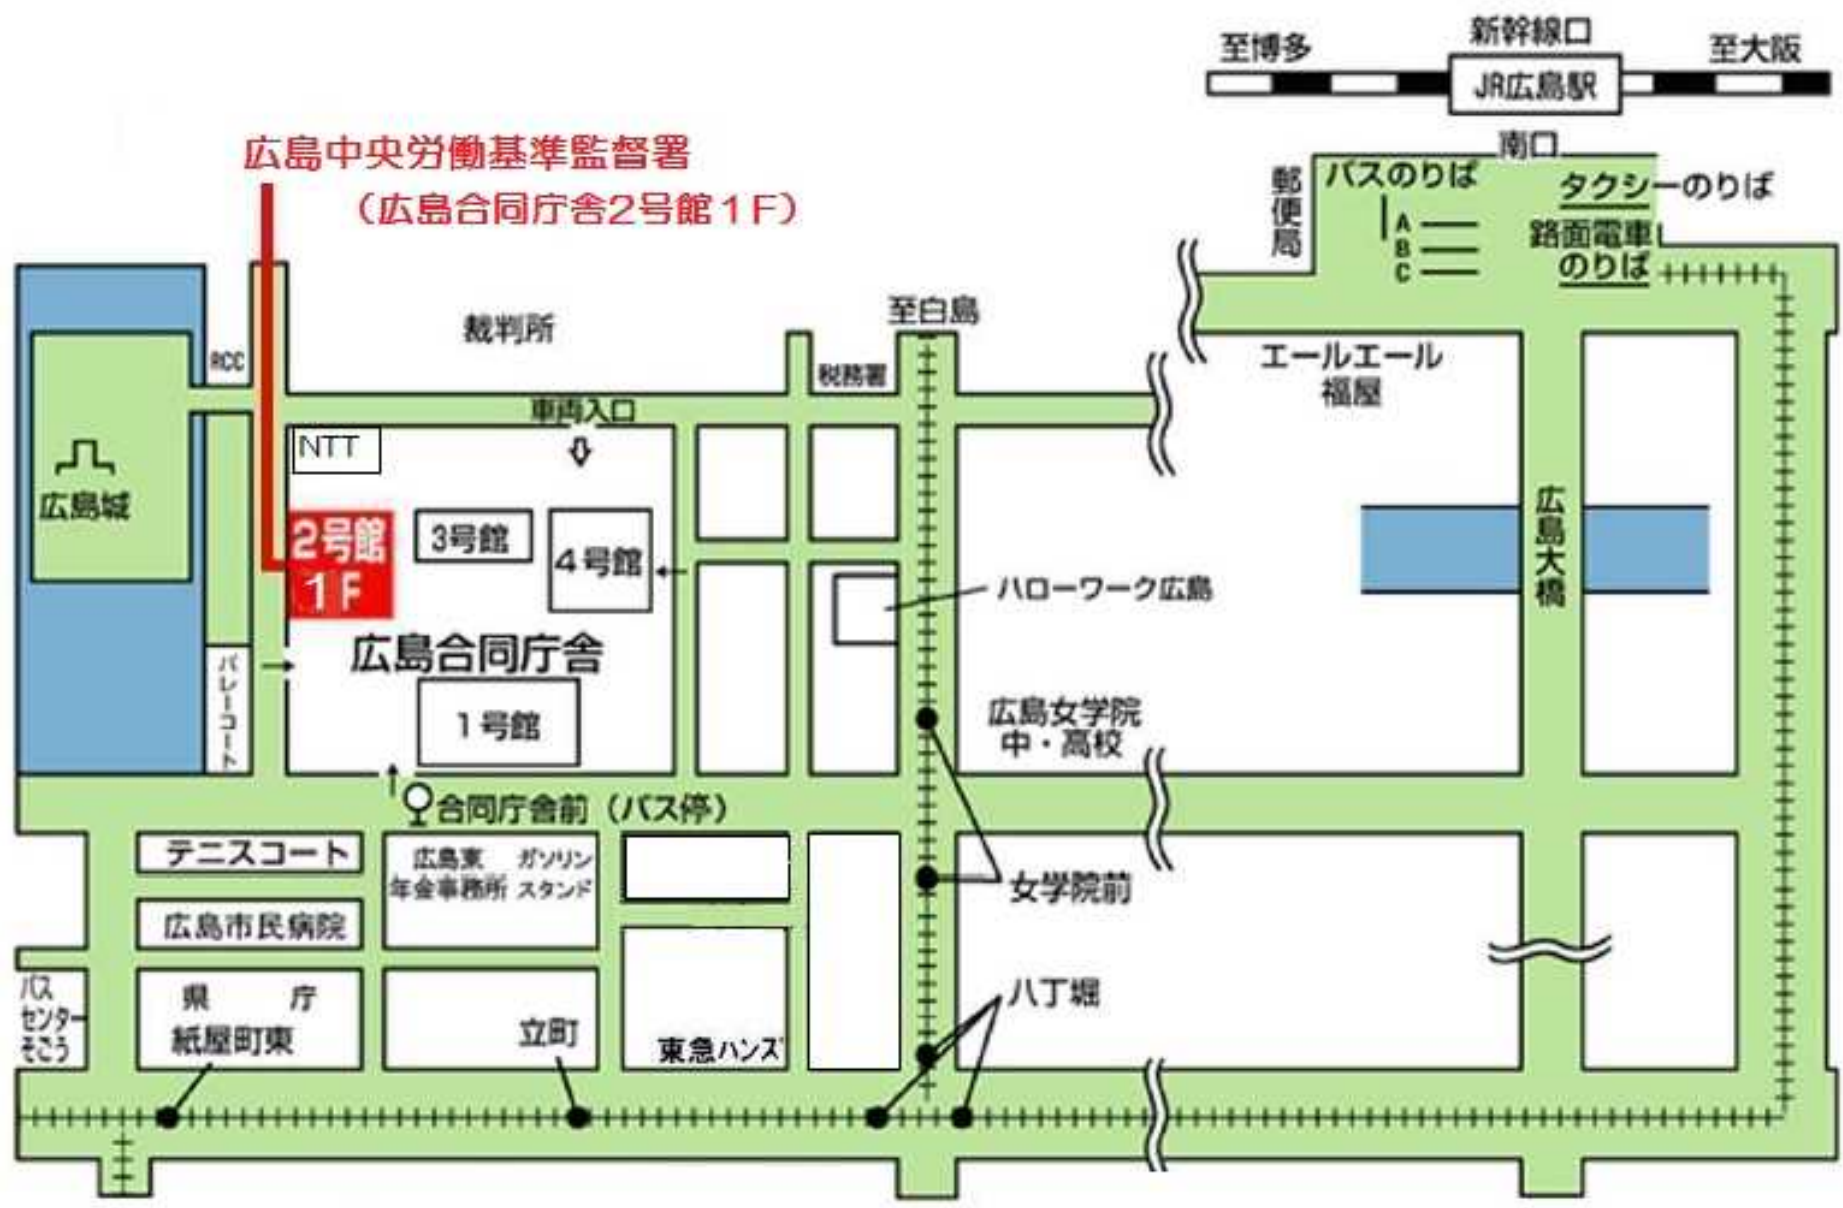 新幹線口
至博多
JR広島駅
至大阪
南口
広島中央労働基準監督署
（広島合同庁舎2号館１F）
郵便局
バスのりば
A
B
C
タクシーのりば
路面電車
のりば
至白島
裁判所
RCC
税務署
エールエール
福屋
車両入口
NTT
広島城
2号館
1F
3号館
4号館
ハローワーク広島
広島大橋
広島合同庁舎
バレーコート
1号館
広島女学院
中・高校
合同庁舎前（バス停）
テニスコート
広島東
年金事務所
ガソリン
スタンド
女学院前
広島市民病院
バス
センター
そごう
県庁
紙屋町東
立町
東急ハンズ
八丁堀